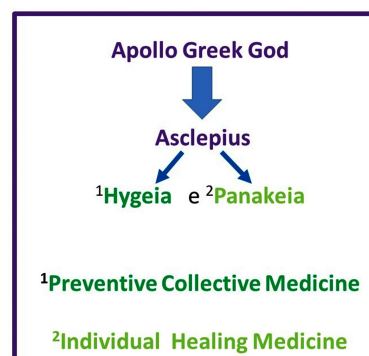 Apollo Greek God
Asclepius
¹Hygeia e ²Panakeia
¹Preventive Collective Medicine
²Individual Healing Medicine